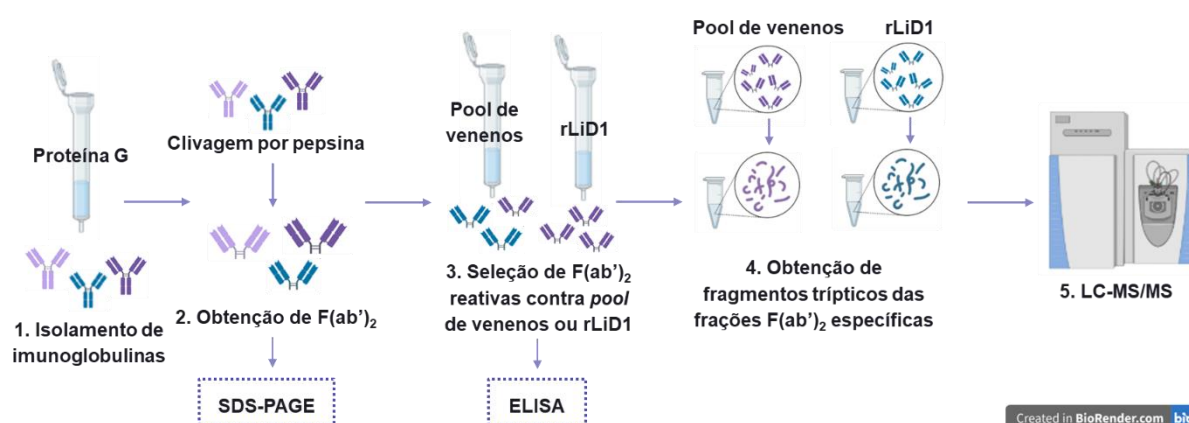 Proteína G
1. Isolamento de
imunoglobulinas
Clivagem por pepsina
2. Obtenção de F(ab’)₂
SDS-PAGE
Pool de
venenos
rLiD1
3. Seleção de F(ab’)₂
reativas contra pool
de venenos ou rLiD1
ELISA
Pool de venenos
rLiD1
4. Obtenção de
fragmentos trípticos das
frações F(ab’)₂ específicas
5. LC-MS/MS
Created in BioRender.com